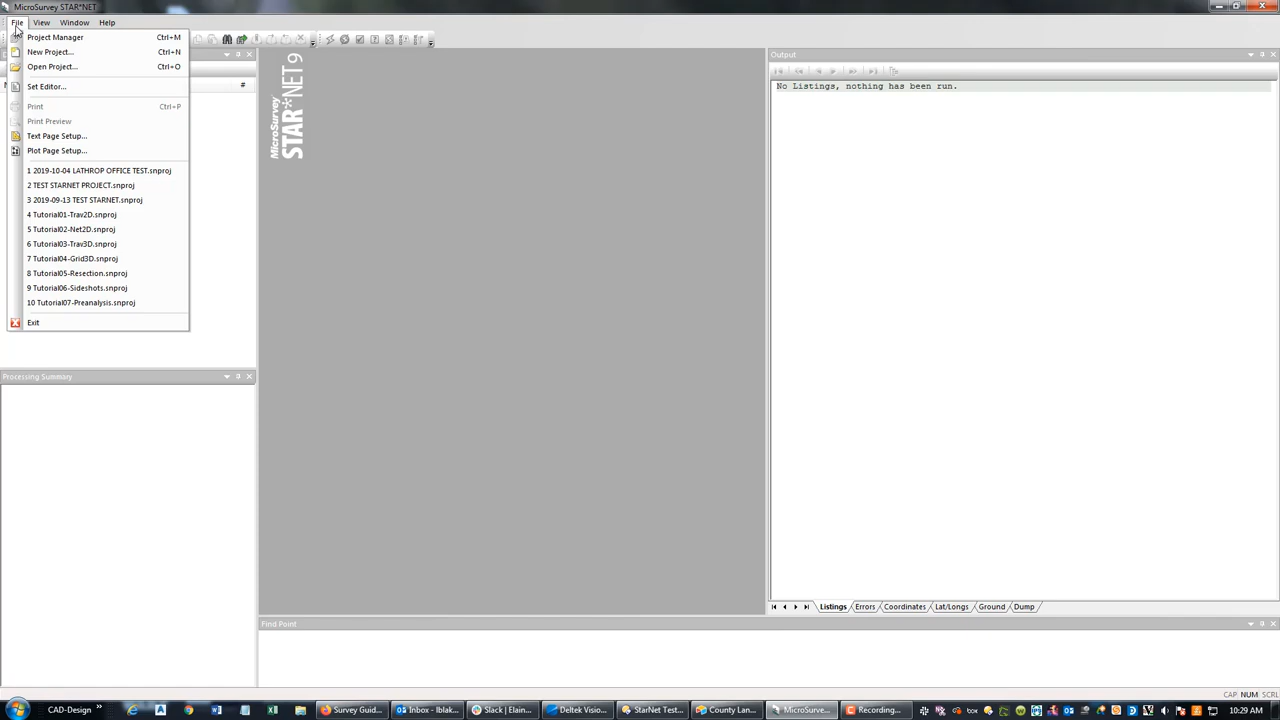 MicroSurvey STAR*NET
File View Window Help
Project Manager Ctrl+M
New Project... Ctrl+N
Open Project... Ctrl+O
Set Editor...
Print Ctrl+P
Print Preview
Text Page Setup...
Plot Page Setup...
1 2019-10-04 LATHROP OFFICE TEST.snproj
2 TEST STARNET PROJECT.snproj
3 2019-09-13 TEST STARNET.snproj
4 Tutorial01-Trav2D.snproj
5 Tutorial02-Net2D.snproj
6 Tutorial03-Trav3D.snproj
7 Tutorial04-Grid3D.snproj
8 Tutorial05-Resection.snproj
9 Tutorial06-Sideshots.snproj
10 Tutorial07-Preanalysis.snproj
Exit
#
Processing Summary
MicroSurvey
STAR*NET 9
Output
No Listings, nothing has been run.
Listings Errors Coordinates Lat/Longs Ground Dump
Find Point
CAP NUM SCRL
CAD-Design »
Survey Guid...
Inbox - lblak...
Slack | Elain...
Deltek Visio...
StarNet Test...
County Lan...
MicroSurve...
Recording...
10:29 AM